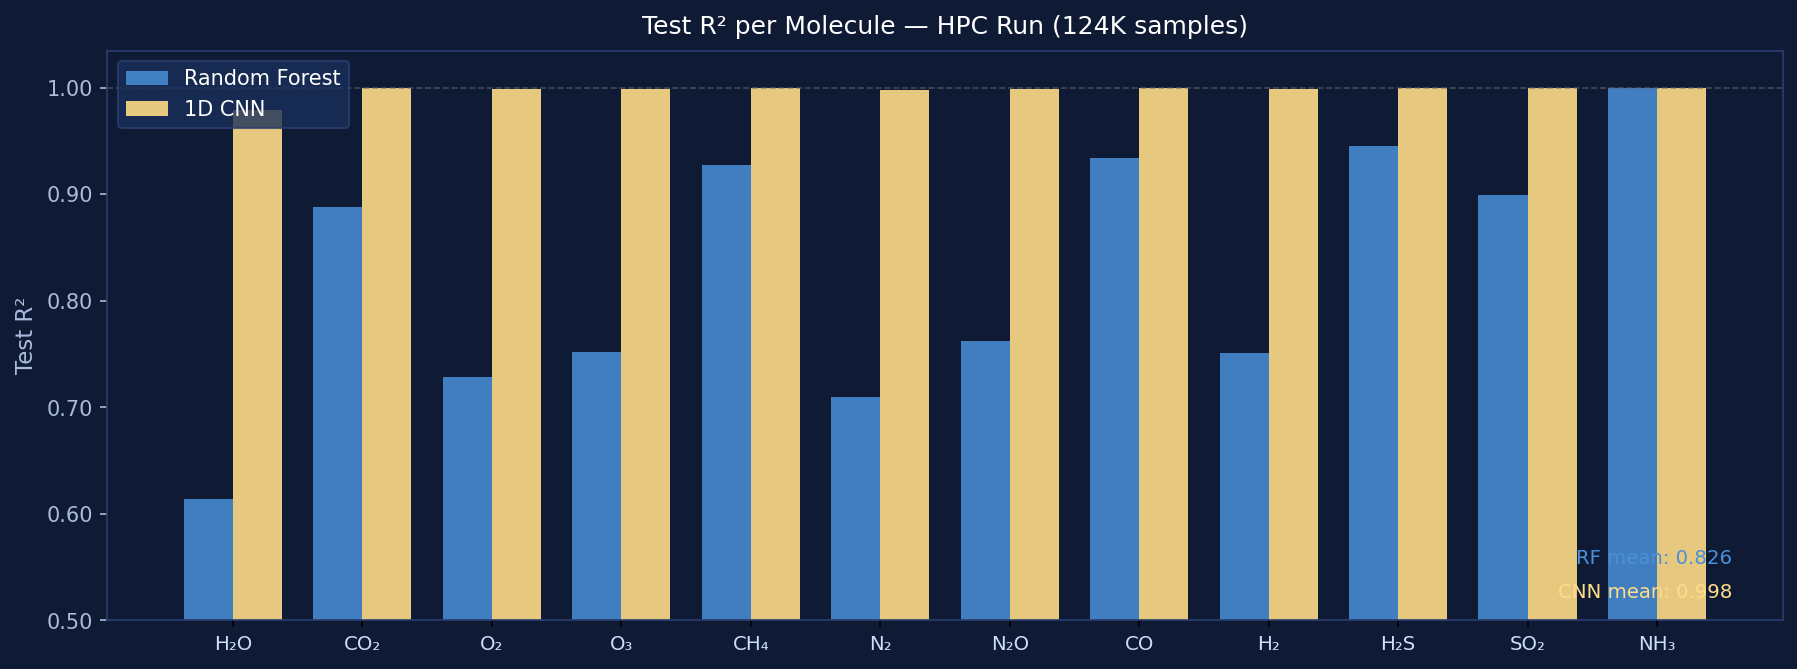 Test R² per Molecule — HPC Run (124K samples)
Random Forest
1D CNN
Test R²
1.00
0.90
0.80
0.70
0.60
0.50
RF mean: 0.826
CNN mean: 0.998
H₂O CO₂ O₂ O₃ CH₄ N₂ N₂O CO H₂ H₂S SO₂ NH₃